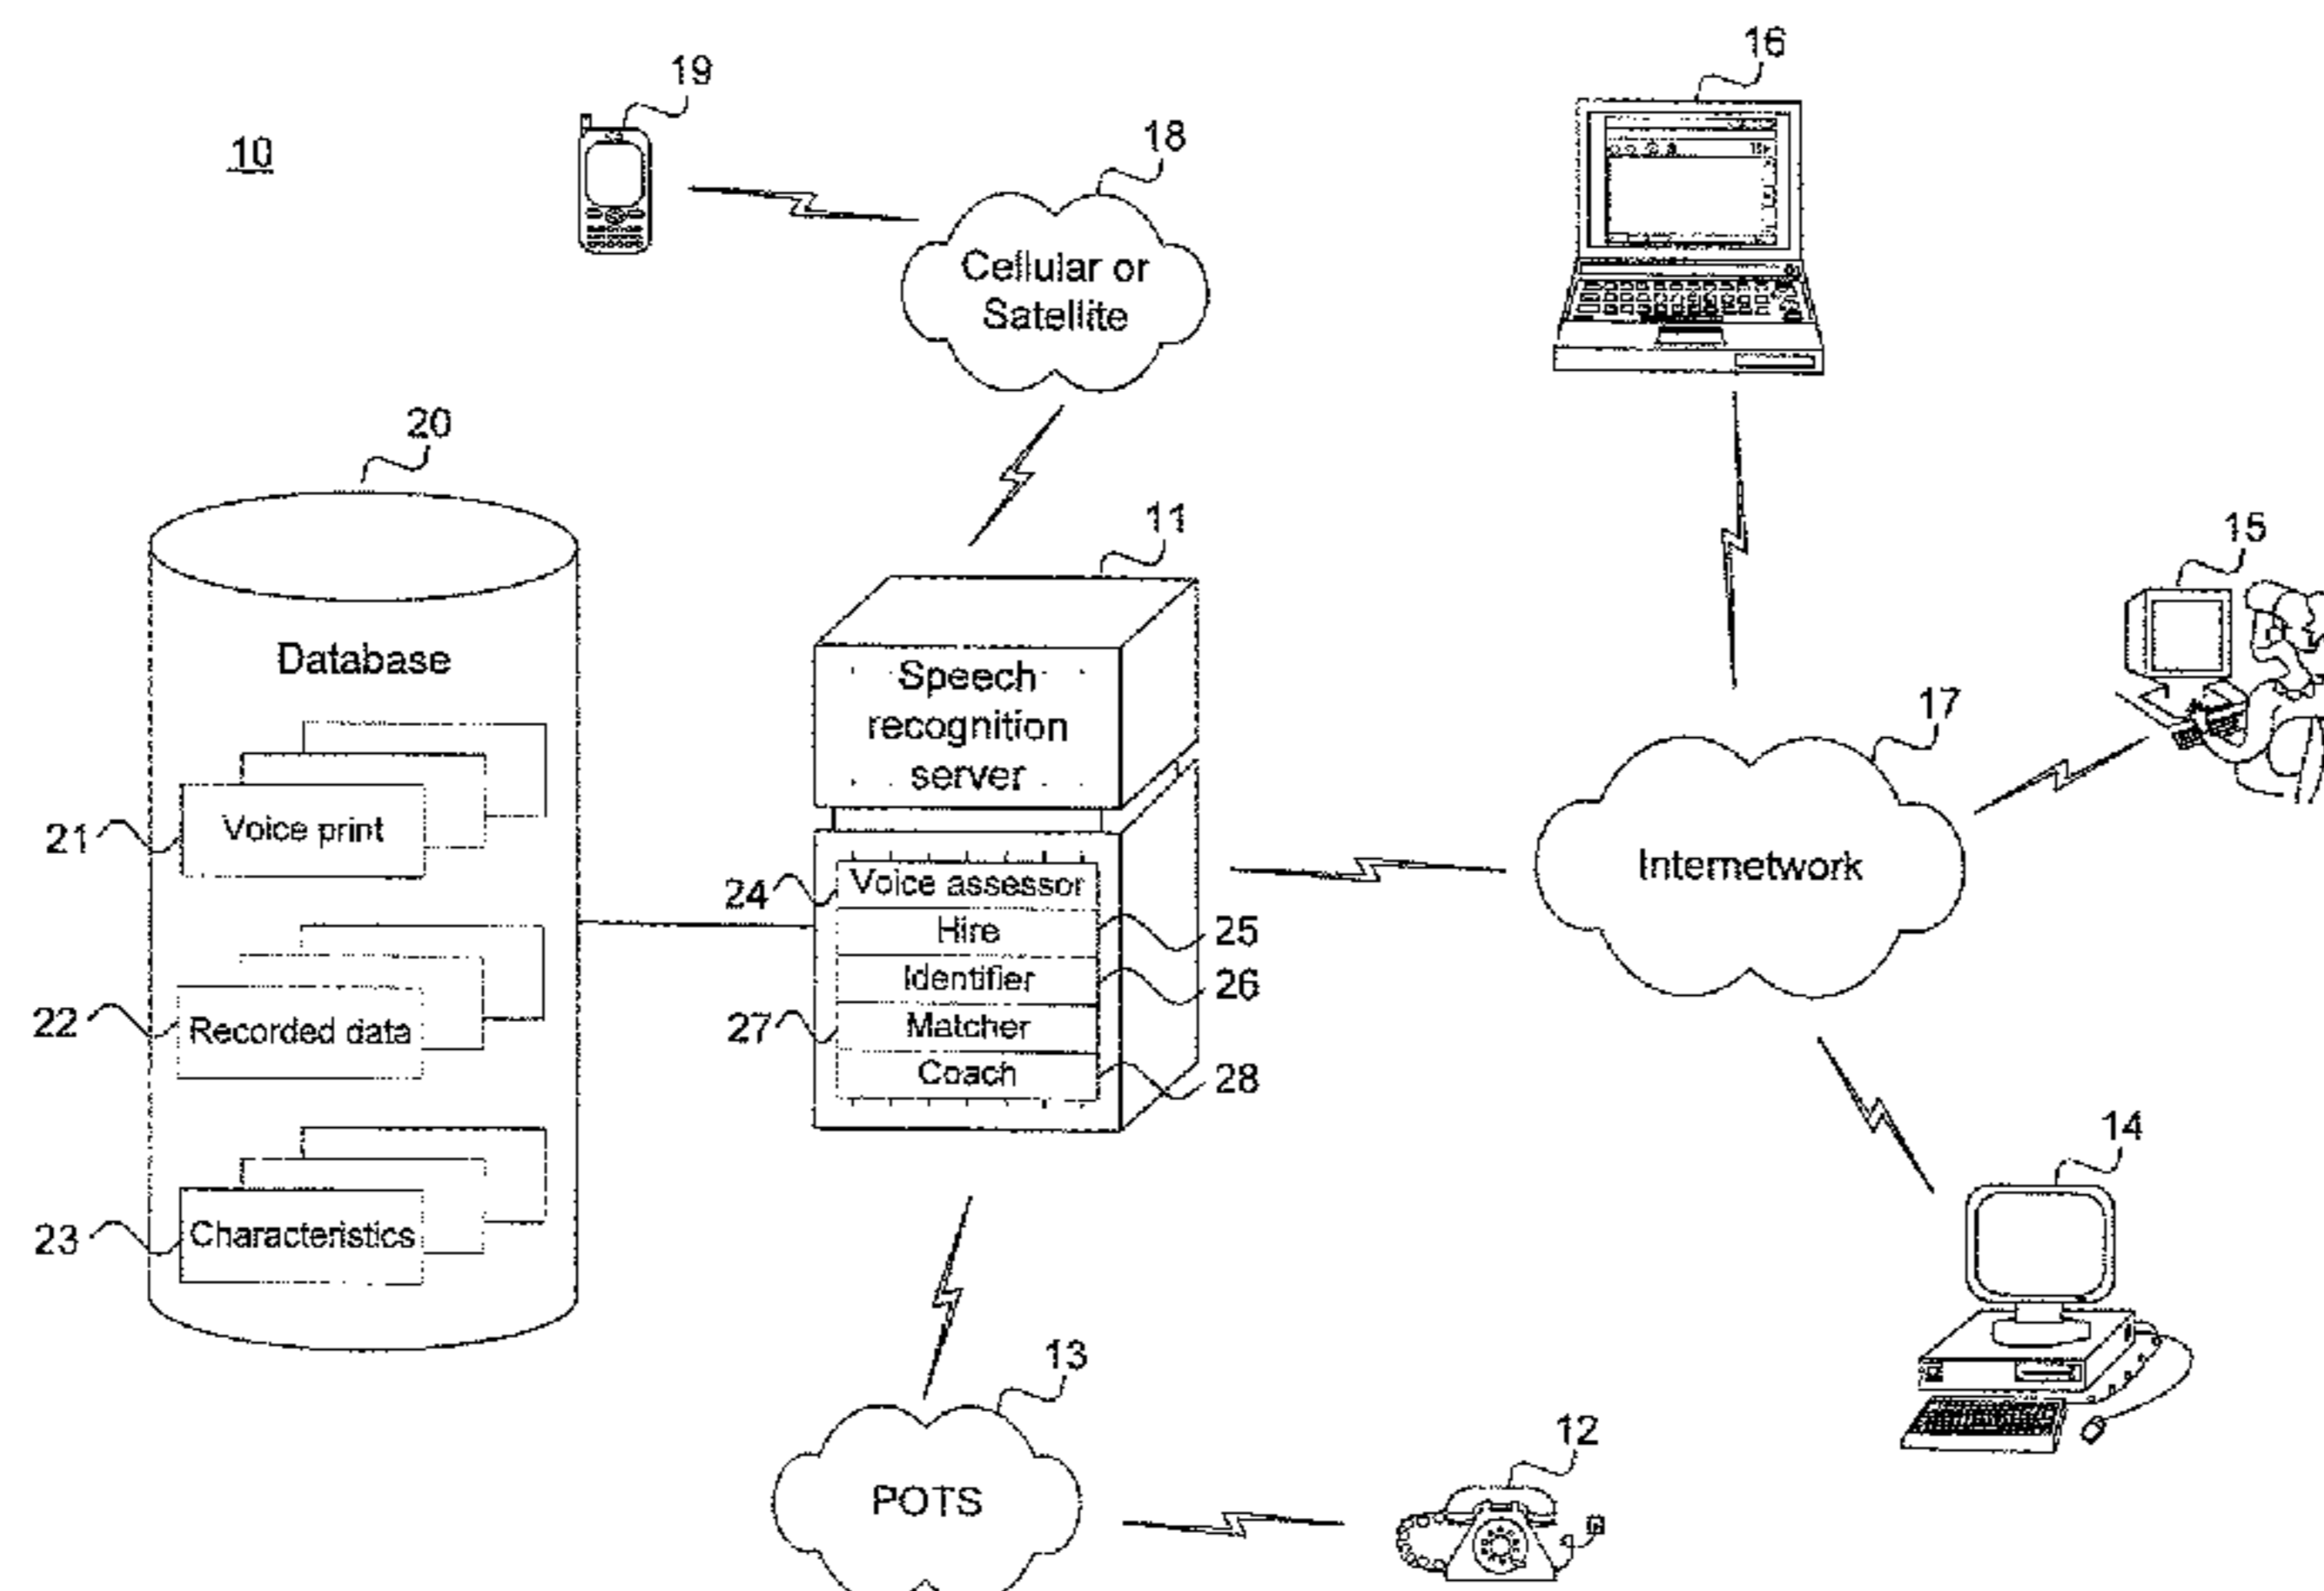 16
19
18
10
Cellular or
Satellite
20
11
15
Database
Speech
recognition
server
17
Voice print
21
Internetwork
Voice assessor
24
Hire
25
Identifier
26
22
Recorded data
27
Matcher
Coach
28
14
23
Characteristics
13
12
POTS